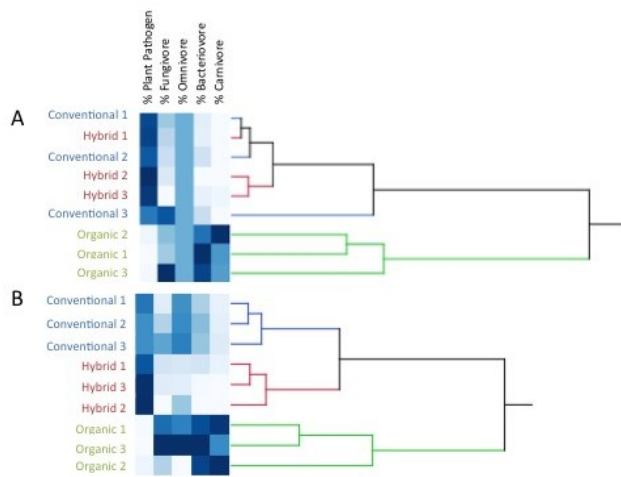 % Plant Pathogen
% Fungivore
% Omnivore
% Bacteriovore
% Carnivore
A
Conventional 1
Hybrid 1
Conventional 2
Hybrid 2
Hybrid 3
Conventional 3
Organic 2
Organic 1
Organic 3
B
Conventional 1
Conventional 2
Conventional 3
Hybrid 1
Hybrid 3
Hybrid 2
Organic 1
Organic 3
Organic 2